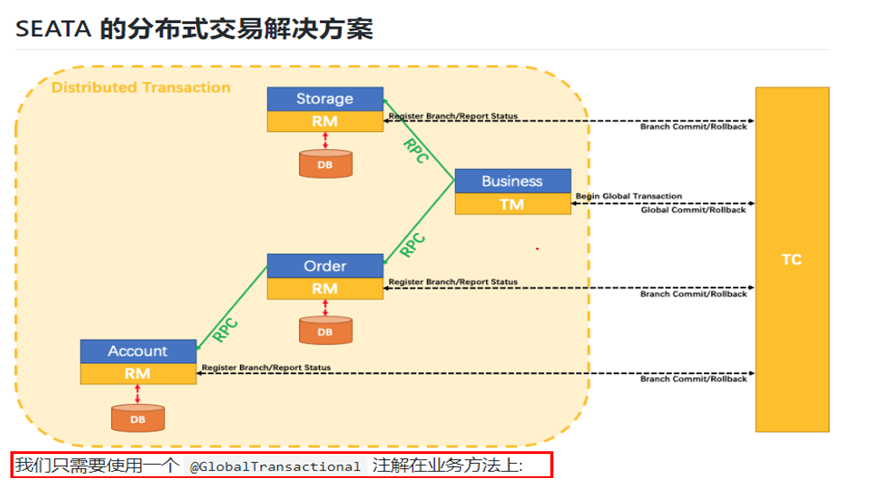 SEATA 的分布式交易解决方案
Distributed Transaction
Storage
RM
DB
Register Branch/Report Status
Branch Commit/Rollback
RPC
Business
TM
Begin Global Transaction
Global Commit/Rollback
TC
RPC
Order
RM
DB
Register Branch/Report Status
Branch Commit/Rollback
RPC
Account
RM
DB
Register Branch/Report Status
Branch Commit/Rollback
我们只需要使用一个 @GlobalTransactional 注解在业务方法上: